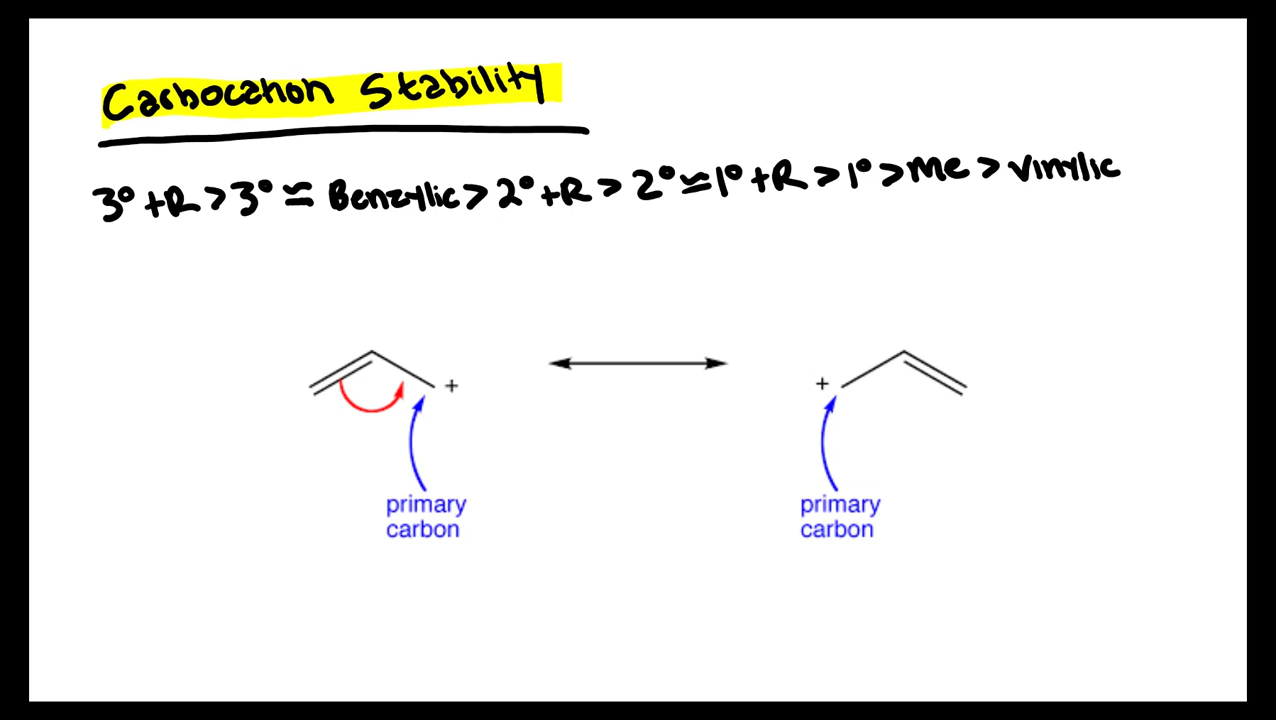 Carbocation Stability
3° +R > 3° ≃ Benzylic > 2° +R > 2° ≃ 1° +R > 1° > Me > Vinylic
+ +
primary primary
carbon carbon